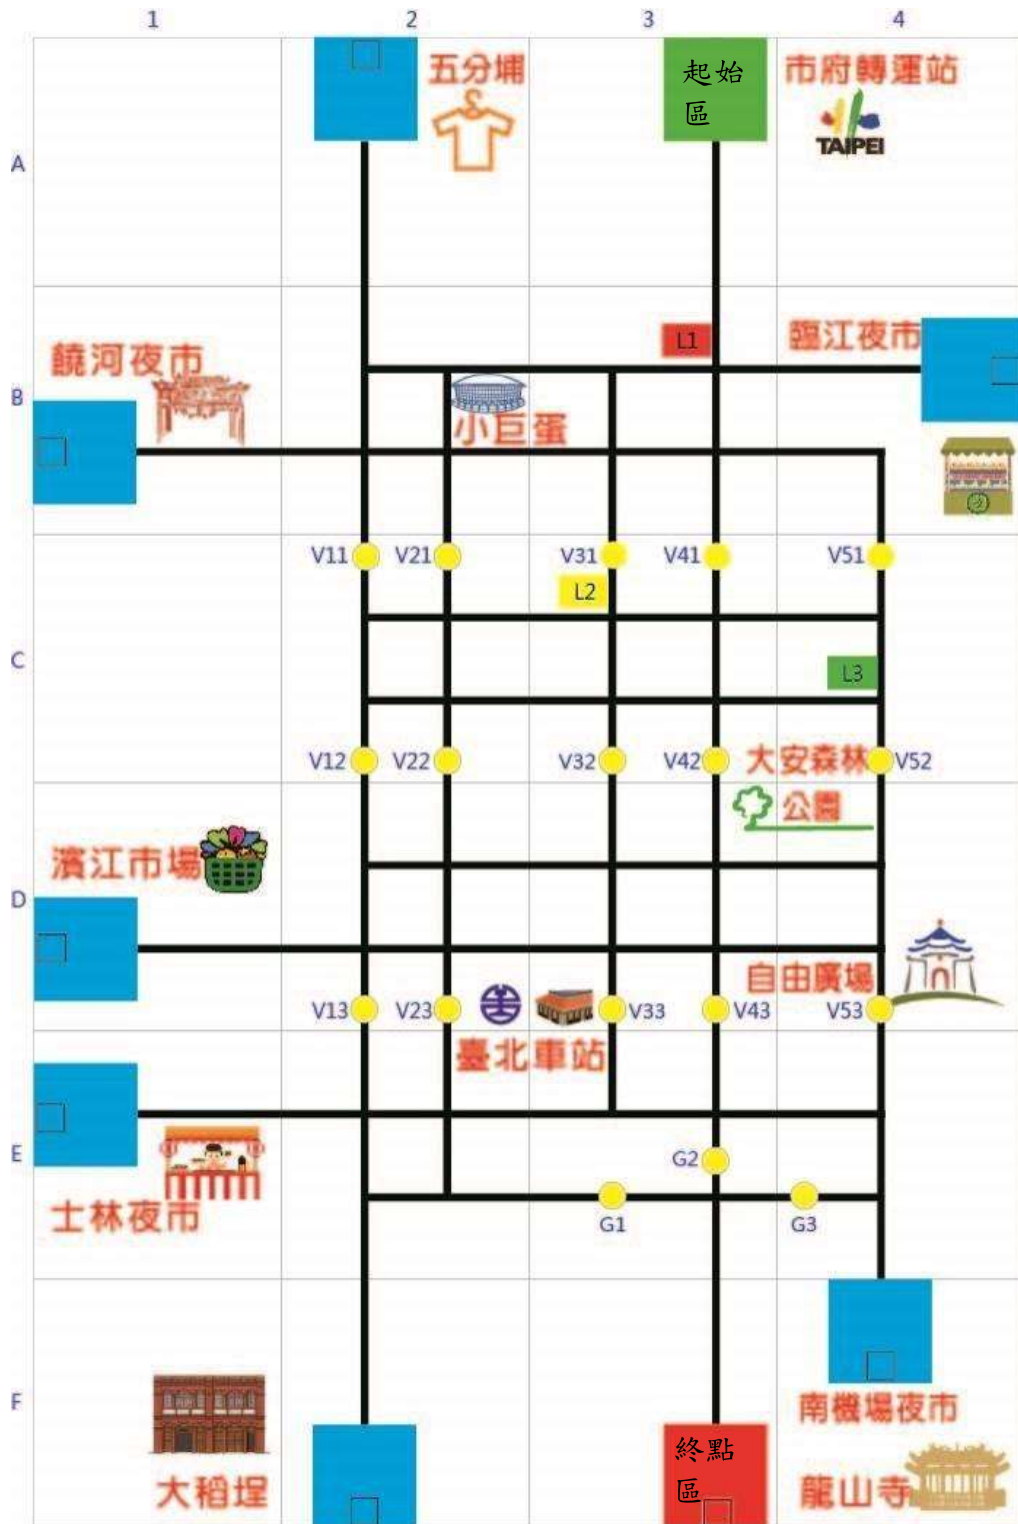 1 2 3 4
五分埔
起始
區
市府轉運站
TAIPEI
A
L1
臨江夜市
饒河夜市
B
小巨蛋
V11 V21 V31 V41 V51
L2
C
L3
V12 V22 V32 V42 大安森林 V52
公園
濱江市場
D
自由廣場
V13 V23 V33 V43 V53
臺北車站
E
G2
士林夜市
G1 G3
F
南機場夜市
終點
區
大稻埕
龍山寺